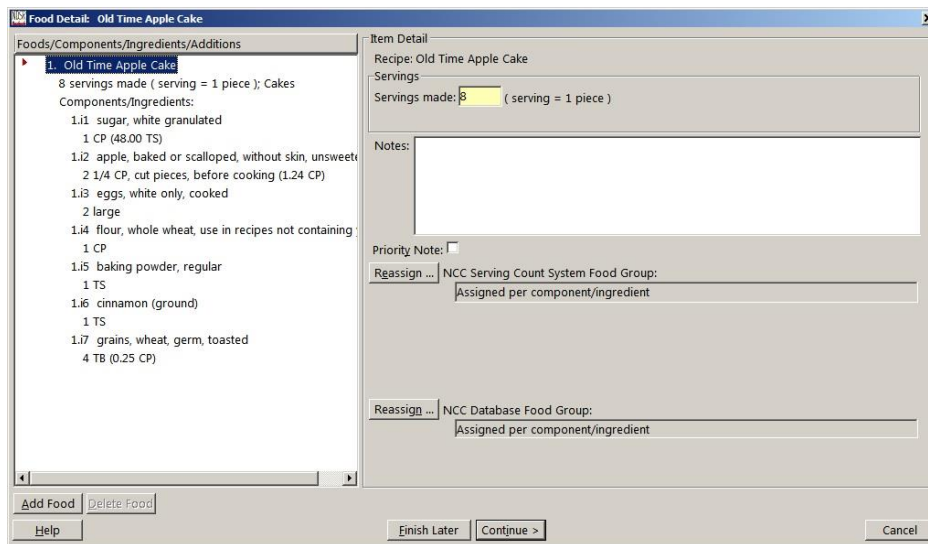 Food Detail: Old Time Apple Cake
Foods/Components/Ingredients/Additions
1. Old Time Apple Cake
8 servings made ( serving = 1 piece ); Cakes
Components/Ingredients:
1.i1 sugar, white granulated
1 CP (48.00 TS)
1.i2 apple, baked or scalloped, without skin, unsweete
2 1/4 CP, cut pieces, before cooking (1.24 CP)
1.i3 eggs, white only, cooked
2 large
1.i4 flour, whole wheat, use in recipes not containing
1 CP
1.i5 baking powder, regular
1 TS
1.i6 cinnamon (ground)
1 TS
1.i7 grains, wheat, germ, toasted
4 TB (0.25 CP)
Add Food
Delete Food
Help
Item Detail
Recipe: Old Time Apple Cake
Servings
Servings made: 8 ( serving = 1 piece )
Notes:
Priority Note:
Reassign ... NCC Serving Count System Food Group:
Assigned per component/ingredient
Reassign ... NCC Database Food Group:
Assigned per component/ingredient
Finish Later
Continue >
Cancel